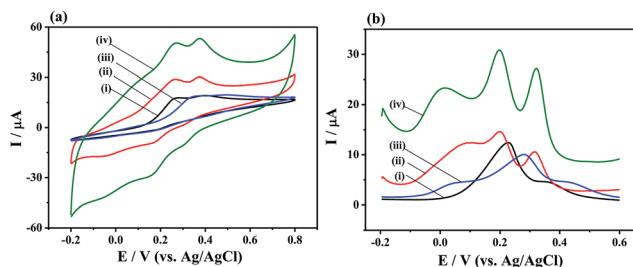 (a)
60
30
0
-30
-60
I / µA
(iv)
(iii)
(ii)
(i)
-0.2
0.0
0.2
0.4
0.6
0.8
E / V (vs. Ag/AgCl)
(b)
30
20
10
0
I / µA
(iv)
(iii)
(ii)
(i)
-0.2
0.0
0.2
0.4
0.6
E / V (vs. Ag/AgCl)